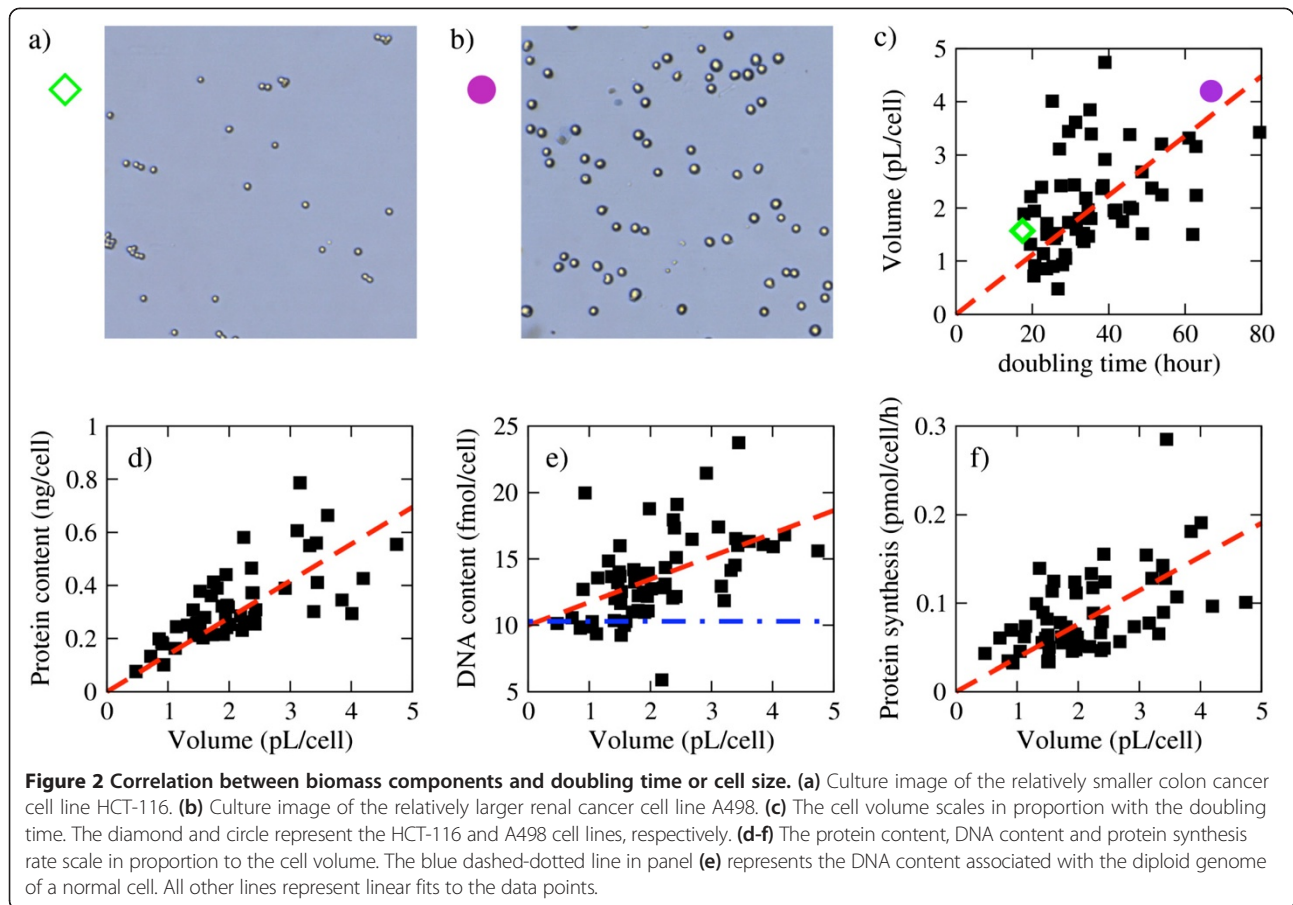 a)
b)
c)
5
4
3
2
1
0
Volume (pL/cell)
0 20 40 60 80
doubling time (hour)
d)
1
0.8
0.6
0.4
0.2
0
Protein content (ng/cell)
0 1 2 3 4 5
Volume (pL/cell)
e)
25
20
15
10
5
DNA content (fmol/cell)
0 1 2 3 4 5
Volume (pL/cell)
f)
0.3
0.2
0.1
0
Protein synthesis (pmol/cell/h)
0 1 2 3 4 5
Volume (pL/cell)
Figure 2 Correlation between biomass components and doubling time or cell size. (a) Culture image of the relatively smaller colon cancer
cell line HCT-116. (b) Culture image of the relatively larger renal cancer cell line A498. (c) The cell volume scales in proportion with the doubling
time. The diamond and circle represent the HCT-116 and A498 cell lines, respectively. (d-f) The protein content, DNA content and protein synthesis
rate scale in proportion to the cell volume. The blue dashed-dotted line in panel (e) represents the DNA content associated with the diploid genome
of a normal cell. All other lines represent linear fits to the data points.